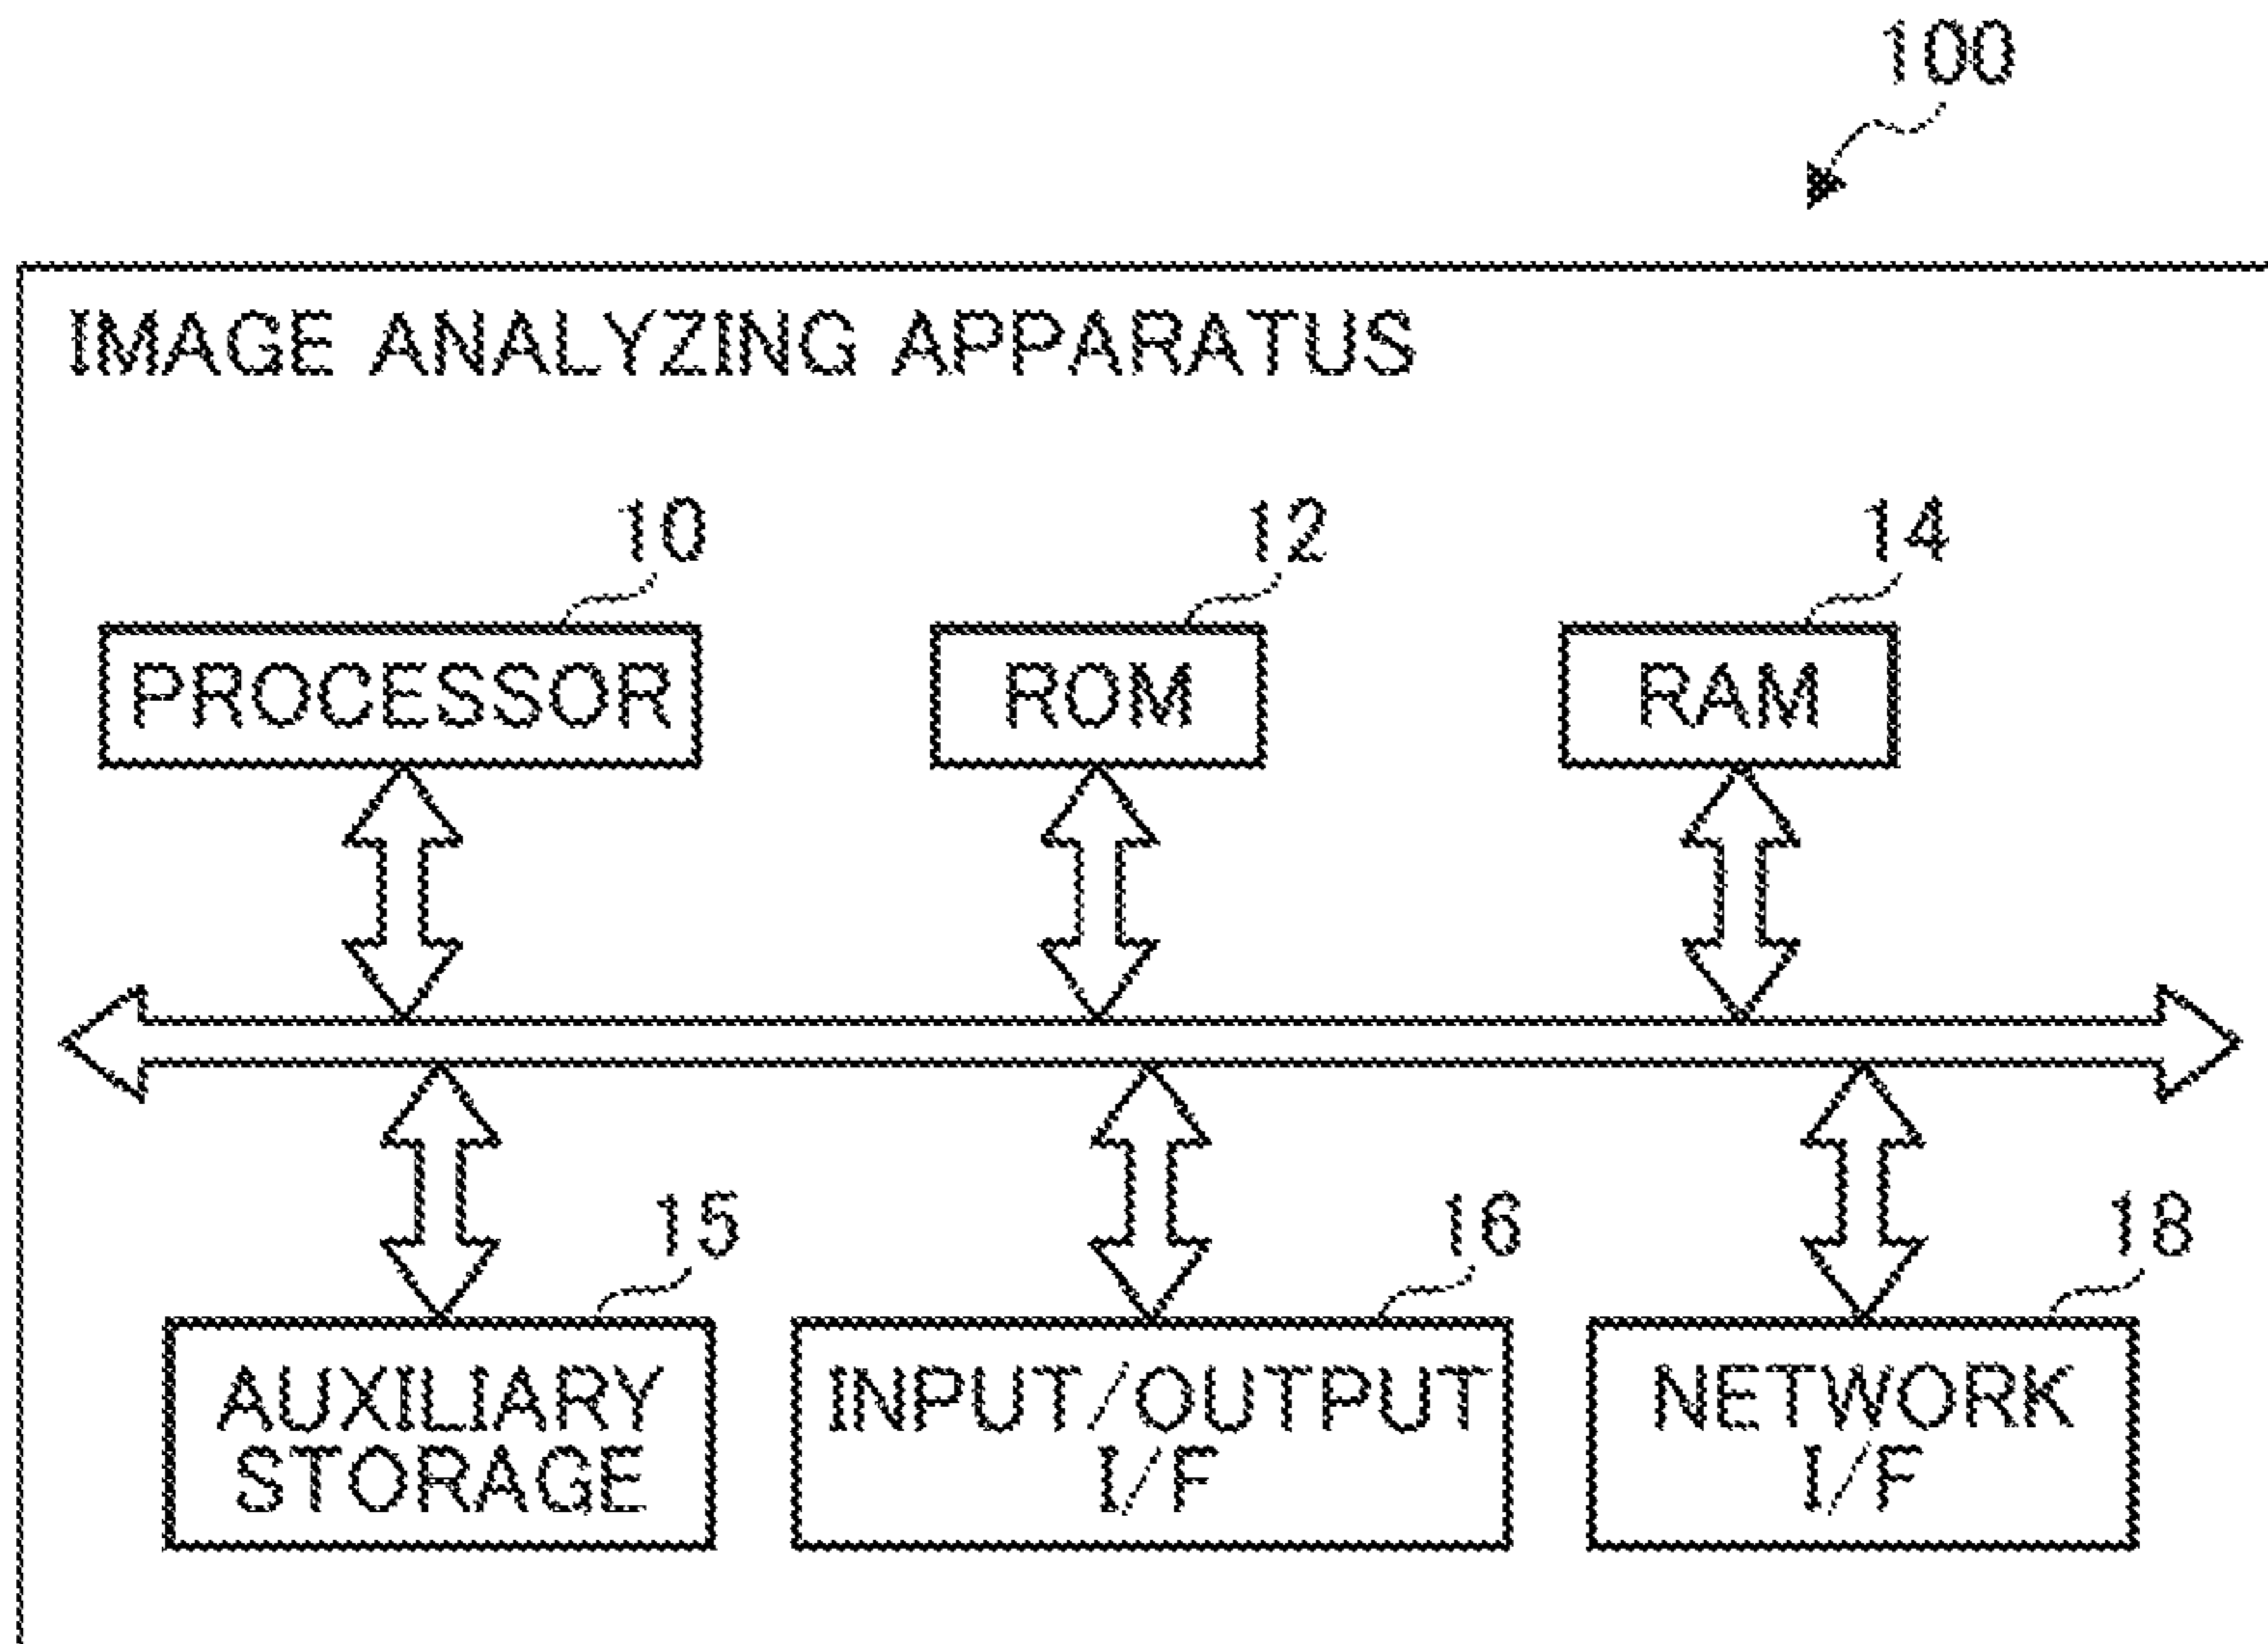 100
IMAGE ANALYZING APPARATUS
10
12
14
PROCESSOR
ROM
RAM
15
16
18
AUXILIARY
STORAGE
INPUT/OUTPUT
I/F
NETWORK
I/F